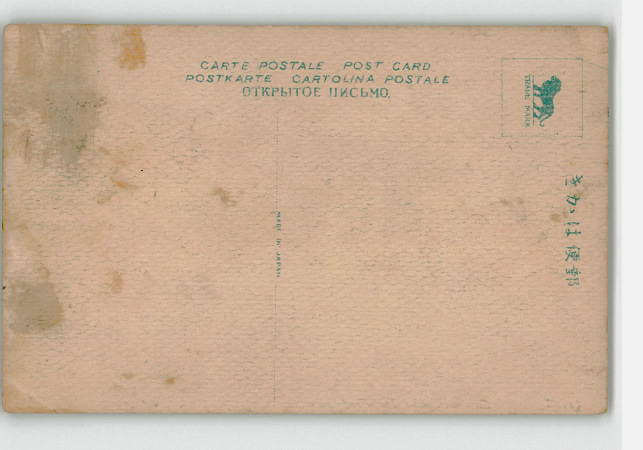 CARTE POSTALE POST CARD
POSTKARTE CARTOLINA POSTALE
ОТКРЫТОЕ ПИСЬМО.
TRADE MARK
MADE IN JAPAN
きかは便郵